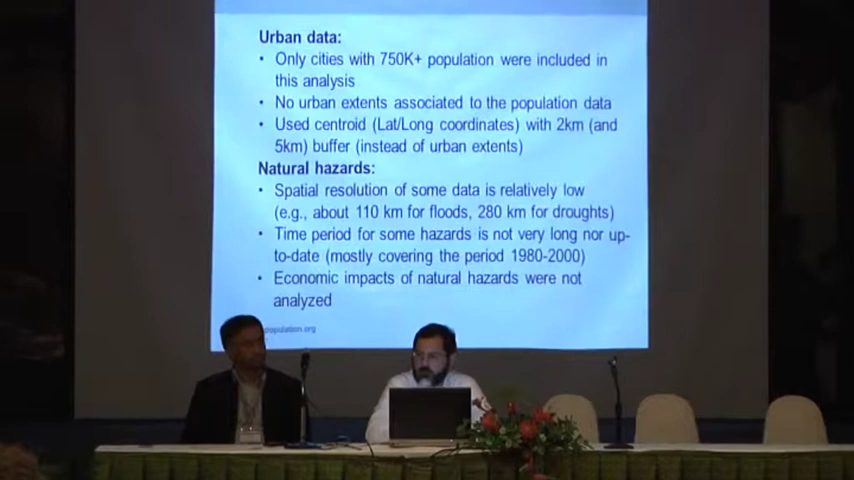 Urban data:
• Only cities with 750K+ population were included in
this analysis
• No urban extents associated to the population data
• Used centroid (Lat/Long coordinates) with 2km (and
5km) buffer (instead of urban extents)
Natural hazards:
• Spatial resolution of some data is relatively low
(e.g., about 110 km for floods, 280 km for droughts)
• Time period for some hazards is not very long nor up-
to-date (mostly covering the period 1980-2000)
• Economic impacts of natural hazards were not
analyzed
population.org